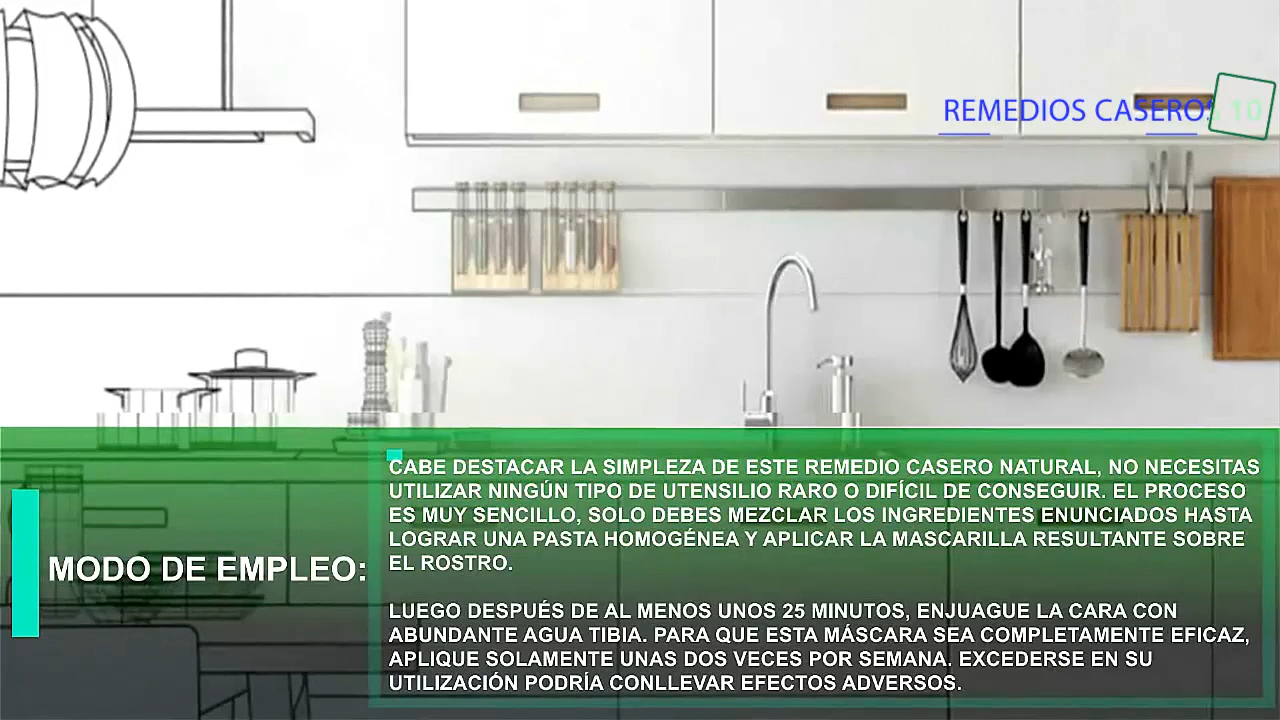 REMEDIOS CASEROS 10
CABE DESTACAR LA SIMPLEZA DE ESTE REMEDIO CASERO NATURAL, NO NECESITAS
UTILIZAR NINGÚN TIPO DE UTENSILIO RARO O DIFÍCIL DE CONSEGUIR. EL PROCESO
ES MUY SENCILLO, SOLO DEBES MEZCLAR LOS INGREDIENTES ENUNCIADOS HASTA
LOGRAR UNA PASTA HOMOGÉNEA Y APLICAR LA MASCARILLA RESULTANTE SOBRE
EL ROSTRO.
MODO DE EMPLEO:
LUEGO DESPUÉS DE AL MENOS UNOS 25 MINUTOS, ENJUAGUE LA CARA CON
ABUNDANTE AGUA TIBIA. PARA QUE ESTA MÁSCARA SEA COMPLETAMENTE EFICAZ,
APLIQUE SOLAMENTE UNAS DOS VECES POR SEMANA. EXCEDERSE EN SU
UTILIZACIÓN PODRÍA CONLLEVAR EFECTOS ADVERSOS.